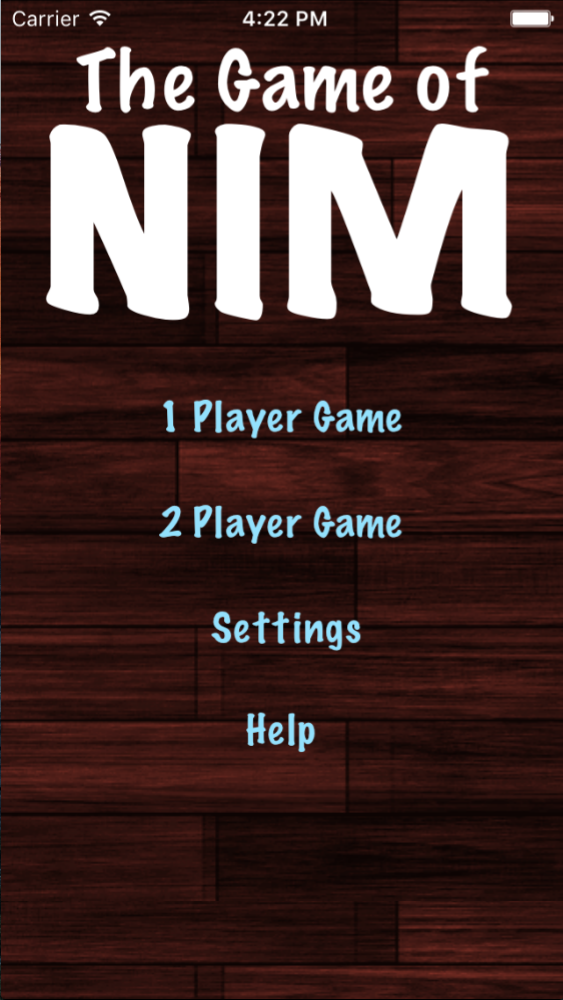 Carrier 4:22 PM
The Game of
NIM
1 Player Game
2 Player Game
Settings
Help